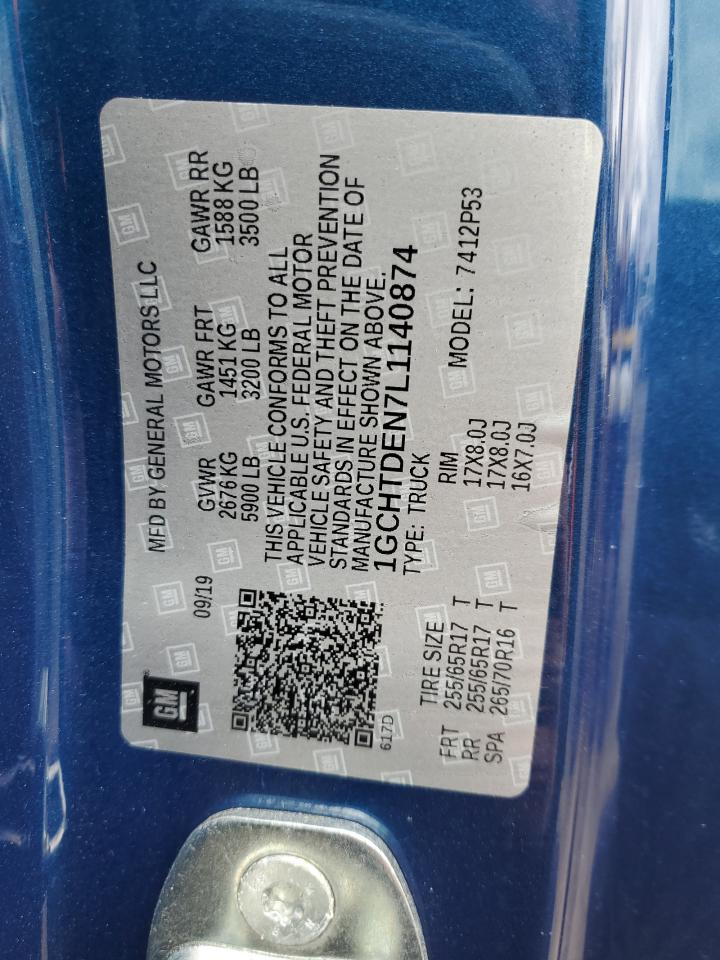 GM
MFD BY GENERAL MOTORS LLC
09/19
GVWR GAWR FRT GAWR RR
2676 KG 1451 KG 1588 KG
5900 LB 3200 LB 3500 LB
THIS VEHICLE CONFORMS TO ALL
APPLICABLE U.S. FEDERAL MOTOR
VEHICLE SAFETY AND THEFT PREVENTION
STANDARDS IN EFFECT ON THE DATE OF
MANUFACTURE SHOWN ABOVE.
1GCHTDEN7L1140874
617D
TYPE: TRUCK
MODEL: 7412P53
TIRE SIZE RIM
FRT 255/65R17 T 17X8.0J
RR 255/65R17 T 17X8.0J
SPA 265/70R16 T 16X7.0J